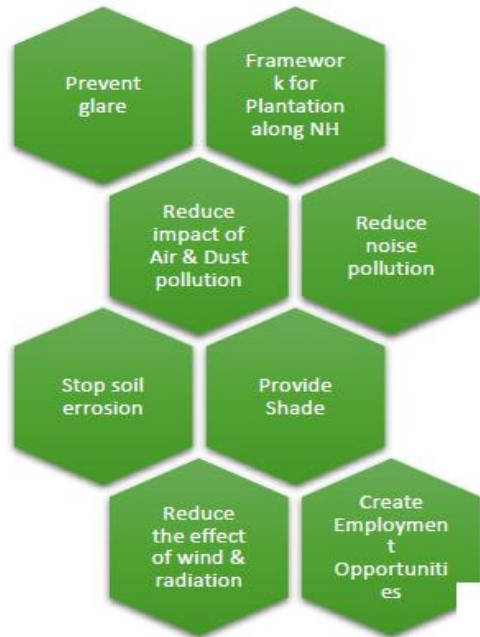 Prevent
glare
Framewor
k for
Plantation
along NH
Reduce
impact of
Air & Dust
pollution
Reduce
noise
pollution
Stop soil
errosion
Provide
Shade
Reduce
the effect
of wind &
radiation
Create
Employmen
t
Opportuniti
es